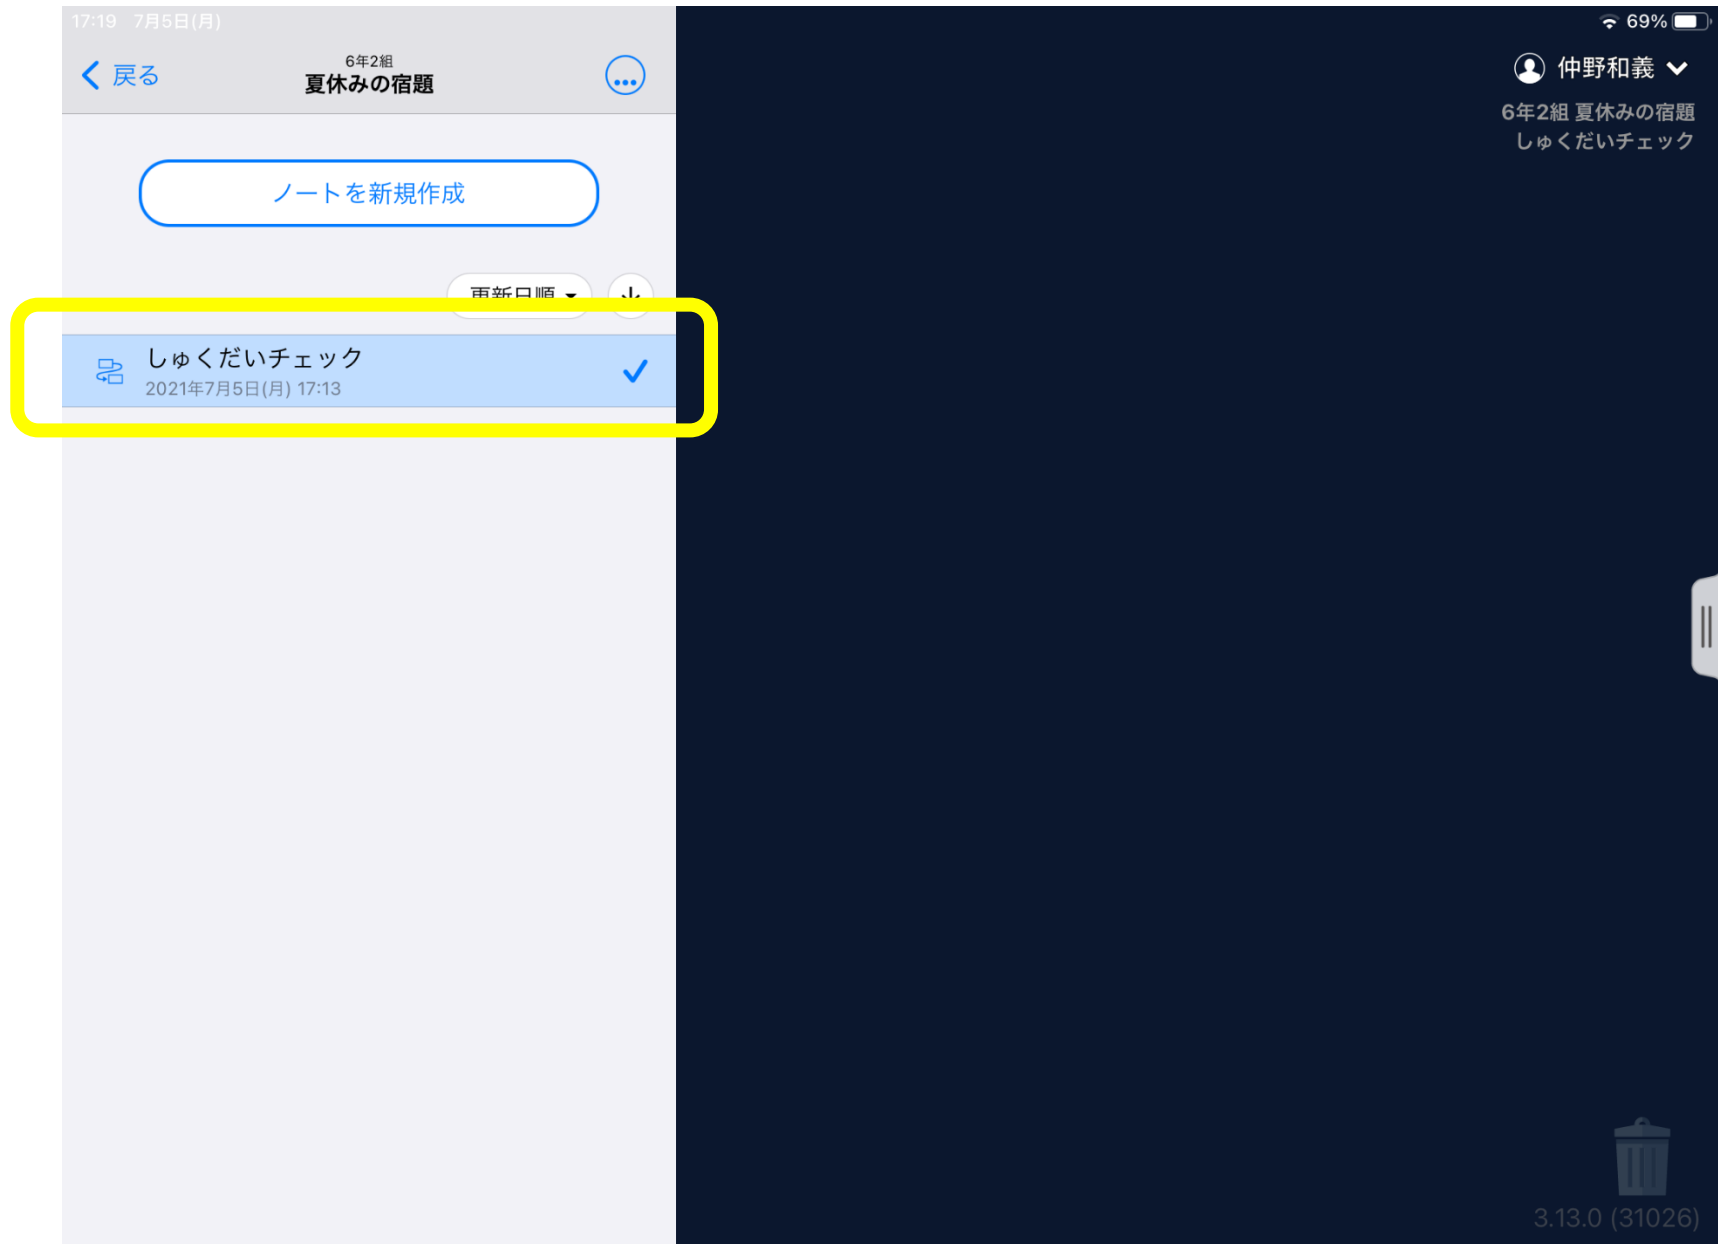 17:19 7月5日(月)
69%
戻る
6年2組
夏休みの宿題
仲野和義
6年2組 夏休みの宿題
しゅくだいチェック
ノートを新規作成
更新日順
しゅくだいチェック
2021年7月5日(月) 17:13
3.13.0 (31026)